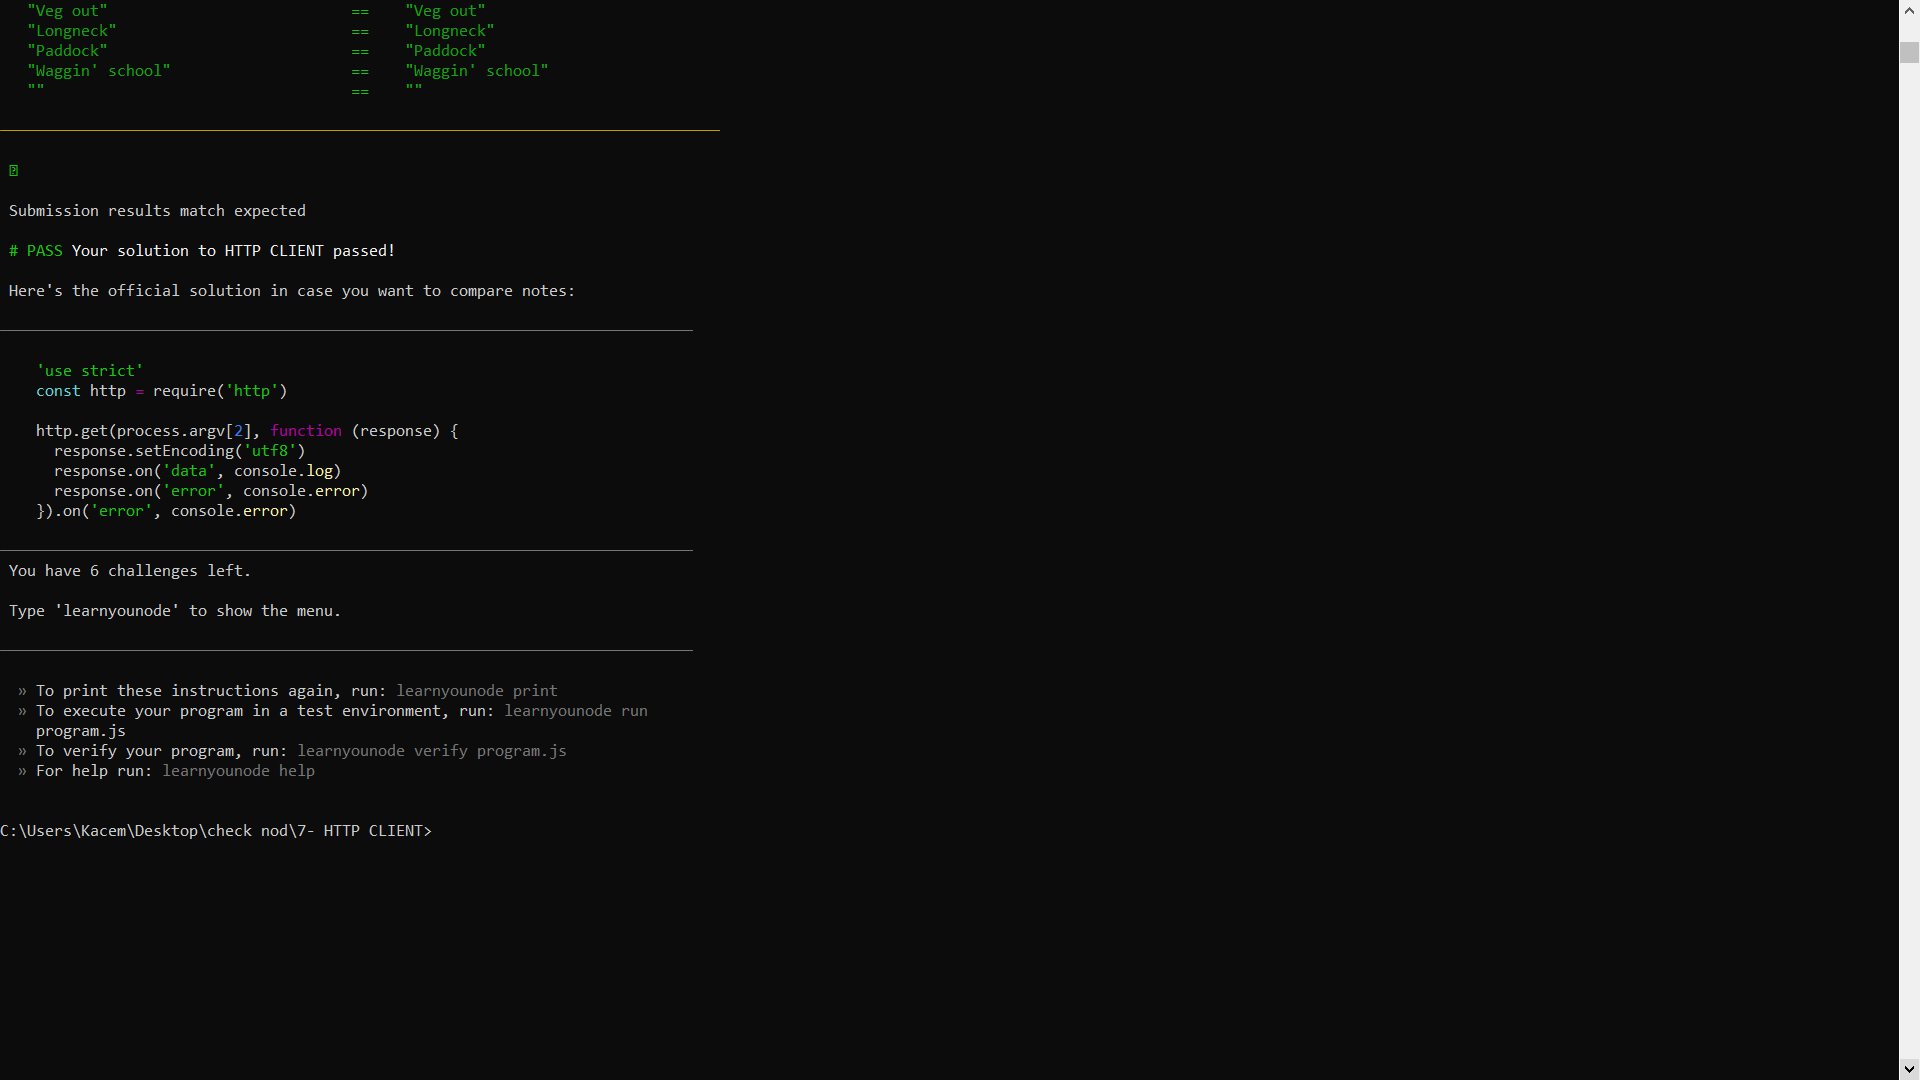 "Veg out" == "Veg out"
"Longneck" == "Longneck"
"Paddock" == "Paddock"
"Waggin' school" == "Waggin' school"
"" == ""
Submission results match expected
# PASS Your solution to HTTP CLIENT passed!
Here's the official solution in case you want to compare notes:
'use strict'
const http = require('http')
http.get(process.argv[2], function (response) {
response.setEncoding('utf8')
response.on('data', console.log)
response.on('error', console.error)
}).on('error', console.error)
You have 6 challenges left.
Type 'learnyounode' to show the menu.
» To print these instructions again, run: learnyounode print
» To execute your program in a test environment, run: learnyounode run
program.js
» To verify your program, run: learnyounode verify program.js
» For help run: learnyounode help
C:\Users\Kacem\Desktop\check nod\7- HTTP CLIENT>